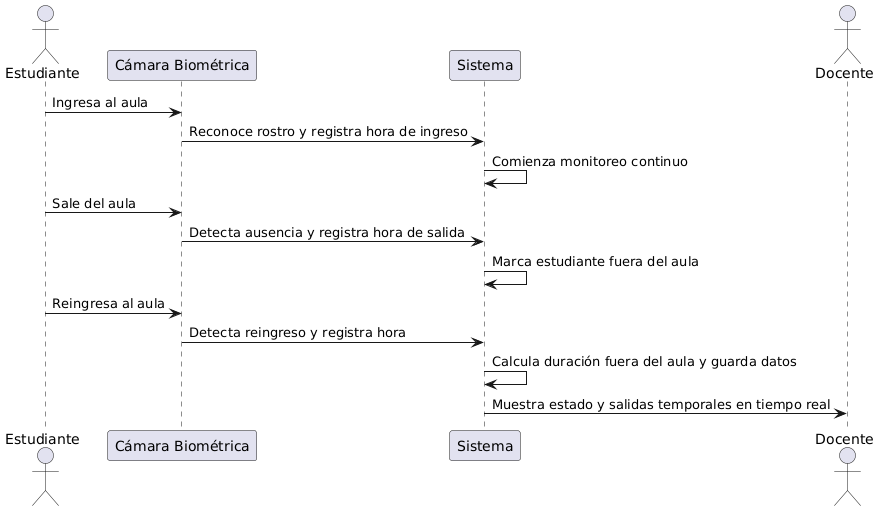 Estudiante
Cámara Biométrica
Sistema
Docente
Ingresa al aula
Reconoce rostro y registra hora de ingreso
Comienza monitoreo continuo
Sale del aula
Detecta ausencia y registra hora de salida
Marca estudiante fuera del aula
Reingresa al aula
Detecta reingreso y registra hora
Calcula duración fuera del aula y guarda datos
Muestra estado y salidas temporales en tiempo real
Estudiante
Cámara Biométrica
Sistema
Docente